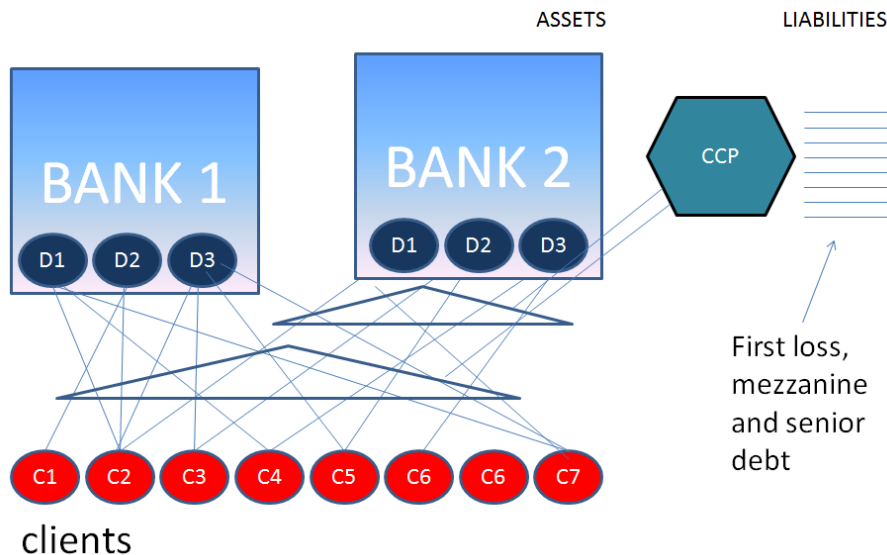 ASSETS
LIABILITIES
BANK 1
BANK 2
CCP
D1
D2
D3
D1
D2
D3
First loss,
mezzanine
and senior
debt
C1
C2
C3
C4
C5
C6
C6
C7
clients